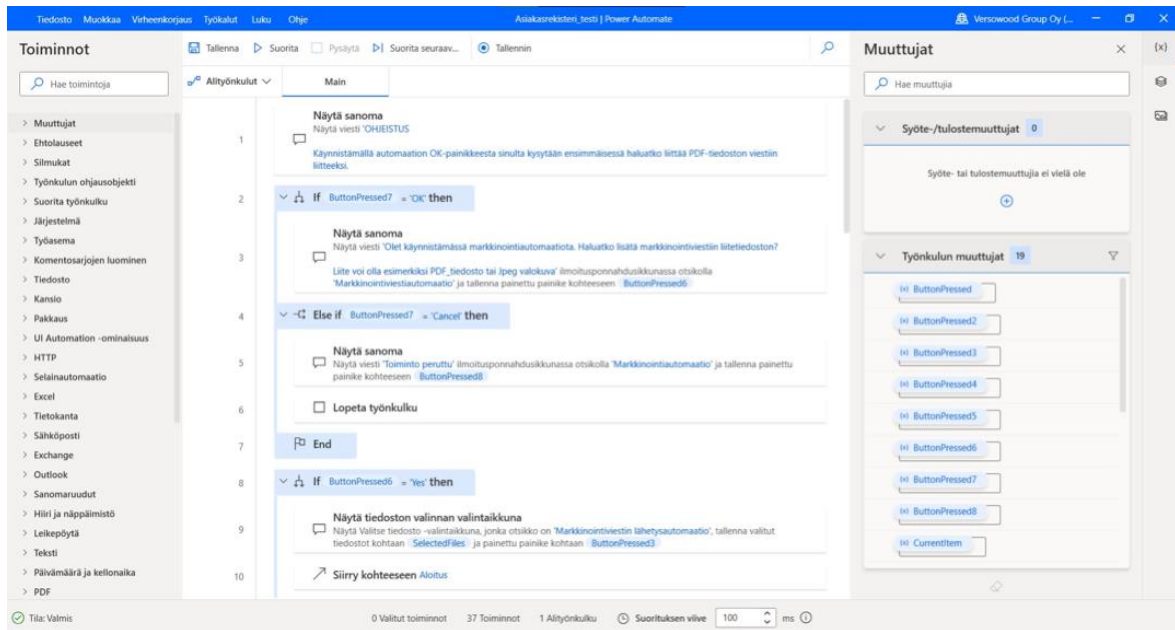 Tiedosto Muokkaa Virheenkorjaus Työkalut Luku Ohje
Asiakasrekisteri_testi | Power Automate
Versowood Group Oy (...
Toiminnot
Hae toimintoja
> Muuttujat
> Ehtolauseet
> Silmukat
> Työnkulun ohjausobjekti
> Suorita työnkulku
> Järjestelmä
> Työasema
> Komentosarjojen luominen
> Tiedosto
> Kansio
> Pakkaus
> UI Automation -ominaisuus
> HTTP
> Selainautomaatio
> Excel
> Tietokanta
> Sähköposti
> Exchange
> Outlook
> Sanomaruudut
> Hiiri ja näppäimistö
> Leikepöytä
> Teksti
> Päivämäärä ja kellonaika
> PDF
Tallenna Suorita Pysäytä Suorita seuraav... Tallennin
Alityönkulut Main
1
Näytä sanoma
Näytä viesti 'OHJEISTUS
Käynnistämällä automaation OK-painikkeesta sinulta kysytään ensimmäisessä haluatko liittää PDF-tiedoston viestiin
liitteeksi.
2
If ButtonPressed7 = 'OK' then
3
Näytä sanoma
Näytä viesti 'Olet käynnistämässä markkinointiautomaatiota. Haluatko lisätä markkinointiviestiin liitetiedoston?
Liite voi olla esimerkiksi PDF_tiedosto tai Jpeg valokuva' ilmoitusponnahdusikkunassa otsikolla
'Markkinointiviestiautomaatio' ja tallenna painettu painike kohteeseen ButtonPressed6
4
Else if ButtonPressed7 = 'Cancel' then
5
Näytä sanoma
Näytä viesti 'Toiminto peruttu' ilmoitusponnahdusikkunassa otsikolla 'Markkinointiautomatio' ja tallenna painettu
painike kohteeseen ButtonPressed8
6
Lopeta työnkulku
7
End
8
If ButtonPressed6 = 'Yes' then
9
Näytä tiedoston valinnan valintaikkuna
Näytä Valitse tiedosto -valintaikkuna, jonka otsikko on 'Markkinointiviestin lähetysautomaatio', tallenna valitut
tiedostot kohtaan SelectedFiles ja painettu painike kohtaan ButtonPressed3
10
Siirry kohteeseen Aloitus
Muuttujat
{x}
Hae muuttujia
Syöte-/tulostemuuttujat 0
Syöte- tai tulostemuuttujia ei vielä ole
Työnkulun muuttujat 19
(x) ButtonPressed
(x) ButtonPressed2
(x) ButtonPressed3
(x) ButtonPressed4
(x) ButtonPressed5
(x) ButtonPressed6
(x) ButtonPressed7
(x) ButtonPressed8
(x) CurrentItem
Tila: Valmis 0 Valitut toiminnot 37 Toiminnot 1 Alityönkulku Suorituksen viive 100 ms